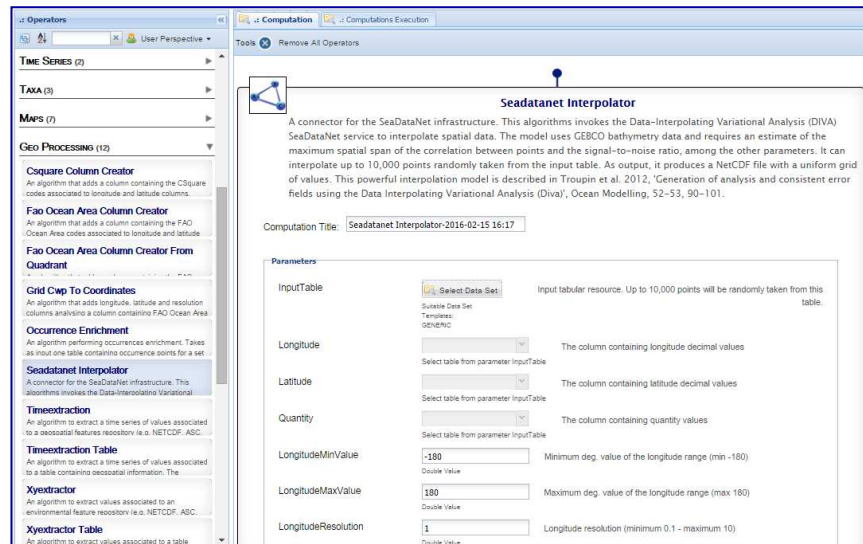 .: Operators
User Perspective
TIME SERIES (2)
TAXA (3)
MAPS (7)
GEO PROCESSING (12)
Csquare Column Creator
An algorithm that adds a column containing the CSquare
codes associated to longitude and latitude columns.
Fao Ocean Area Column Creator
An algorithm that adds a column containing the FAO
Ocean Area codes associated to longitude and latitude
Fao Ocean Area Column Creator From
Quadrant
Grid Cwp To Coordinates
An algorithm that adds longitude, latitude and resolution
columns analysing a column containing FAO Ocean Area
Occurrence Enrichment
An algorithm performing occurrences enrichment. Takes
as input one table containing occurrence points for a set
Seadatanet Interpolator
A connector for the SeaDataNet infrastructure. This
algorithms invokes the Data-Interpolating Variational
Timeextraction
An algorithm to extract a time series of values associated
to a geospatial features repository (e.g. NETCDF, ASC,
Timeextraction Table
An algorithm to extract a time series of values associated
to a table containing geospatial information. The
Xyextractor
An algorithm to extract values associated to an
environmental feature repository (e.g. NETCDF, ASC,
Xyextractor Table
An algorithm to extract values associated to a table
.: Computation
.: Computations Execution
Tools Remove All Operators
Seadatanet Interpolator
A connector for the SeaDataNet infrastructure. This algorithms invokes the Data-Interpolating Variational Analysis (DIVA)
SeaDataNet service to interpolate spatial data. The model uses GEBCO bathymetry data and requires an estimate of the
maximum spatial span of the correlation between points and the signal-to-noise ratio, among the other parameters. It can
interpolate up to 10,000 points randomly taken from the input table. As output, it produces a NetCDF file with a uniform grid
of values. This powerful interpolation model is described in Troupin et al. 2012, 'Generation of analysis and consistent error
fields using the Data Interpolating Variational Analysis (Diva)', Ocean Modelling, 52-53, 90-101.
Computation Title: Seadatanet Interpolator-2016-02-15 16:17
Parameters
InputTable
Select Data Set
Input tabular resource. Up to 10,000 points will be randomly taken from this
table.
Suitable Data Set
Templates:
GENERIC
Longitude
The column containing longitude decimal values
Select table from parameter InputTable
Latitude
The column containing latitude decimal values
Select table from parameter InputTable
Quantity
The column containing quantity values
Select table from parameter InputTable
LongitudeMinValue
-180
Minimum deg. value of the longitude range (min -180)
Double Value
LongitudeMaxValue
180
Maximum deg. value of the longitude range (max 180)
Double Value
LongitudeResolution
1
Longitude resolution (minimum 0.1 - maximum 10)
Double Value